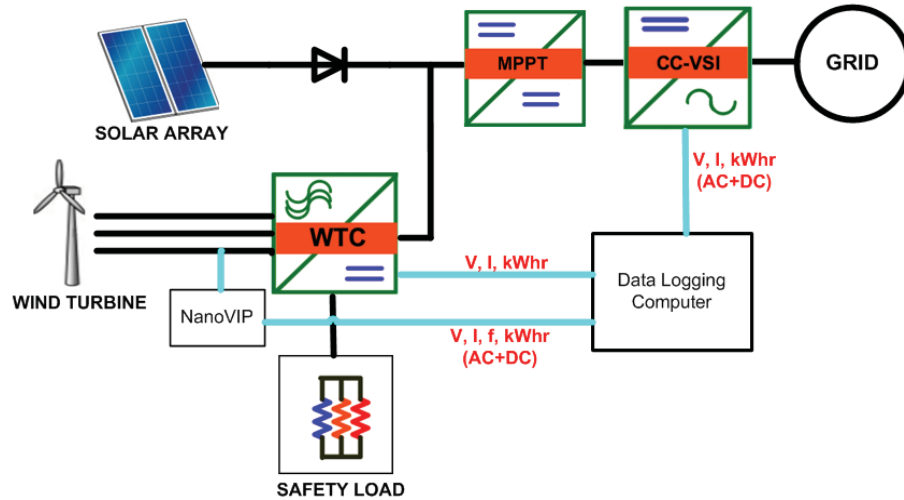 MPPT
CC-VSI
GRID
SOLAR ARRAY
V, I, kWhr
(AC+DC)
WTC
V, I, kWhr
Data Logging
Computer
WIND TURBINE
NanoVIP
V, I, f, kWhr
(AC+DC)
SAFETY LOAD